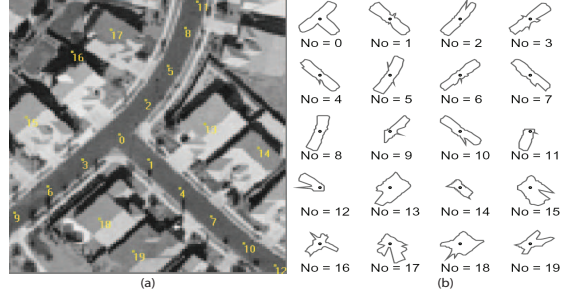 11
8
17
16
5
2
15
13
0
14
3
1
6
4
9
18
7
10
19
12
(a)
No = 0 No = 1 No = 2 No = 3
No = 4 No = 5 No = 6 No = 7
No = 8 No = 9 No = 10 No = 11
No = 12 No = 13 No = 14 No = 15
No = 16 No = 17 No = 18 No = 19
(b)